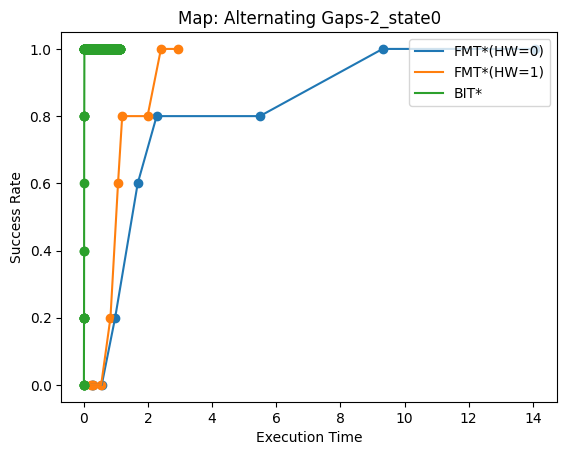 Map: Alternating Gaps-2_state0
1.0
0.8
0.6
0.4
0.2
0.0
Success Rate
FMT*(HW=0)
FMT*(HW=1)
BIT*
0 2 4 6 8 10 12 14
Execution Time